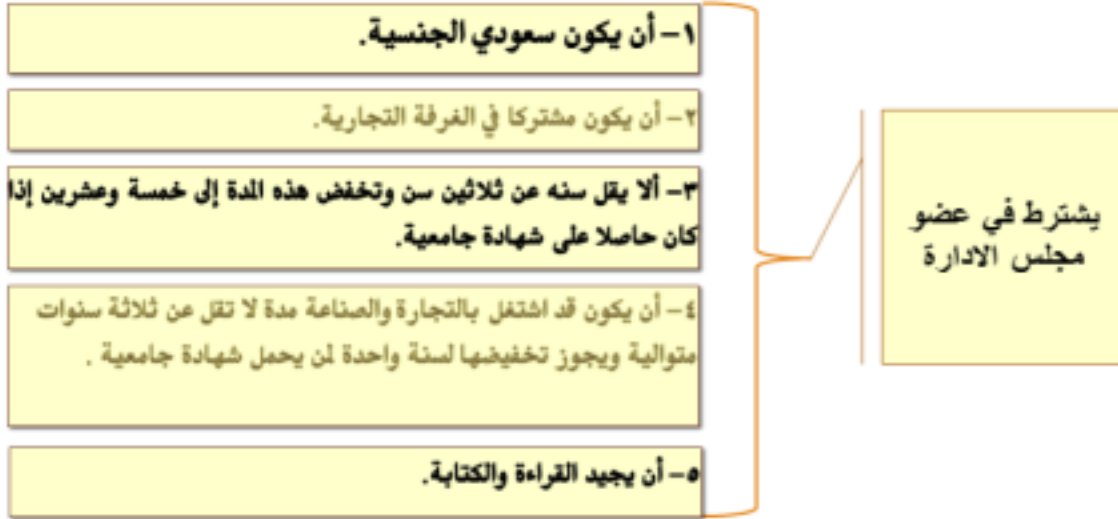 يشترط في عضو
مجلس الادارة
١- أن يكون سعودي الجنسية.
٢- أن يكون مشتركا في الغرفة التجارية.
٣- ألا يقل سنه عن ثلاثين سن وتخفض هذه المدة إلى خمسة وعشرين إذا
كان حاصلا على شهادة جامعية.
٤- أن يكون قد اشتغل بالتجارة والصناعة مدة لا تقل عن ثلاثة سنوات
متوالية ويجوز تخفيضها لسنة واحدة لمن يحمل شهادة جامعية .
٥- أن يجيد القراءة والكتابة.